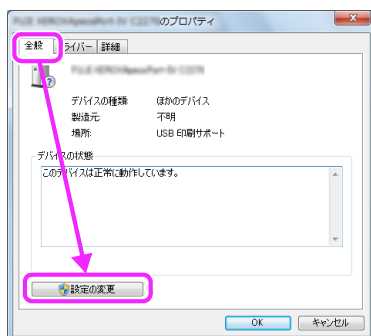 のプロパティ
全般 ライバー 詳細
デバイスの種類: ほかのデバイス
製造元: 不明
場所: USB 印刷サポート
デバイスの状態
このデバイスは正常に動作しています。
設定の変更
OK キャンセル